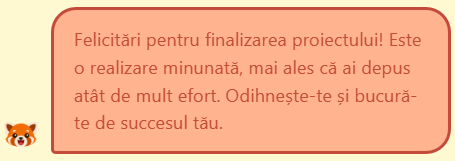 Felicitări pentru finalizarea proiectului! Este
o realizare minunată, mai ales că ai depus
atât de mult efort. Odihnește-te și bucură-
te de succesul tău.